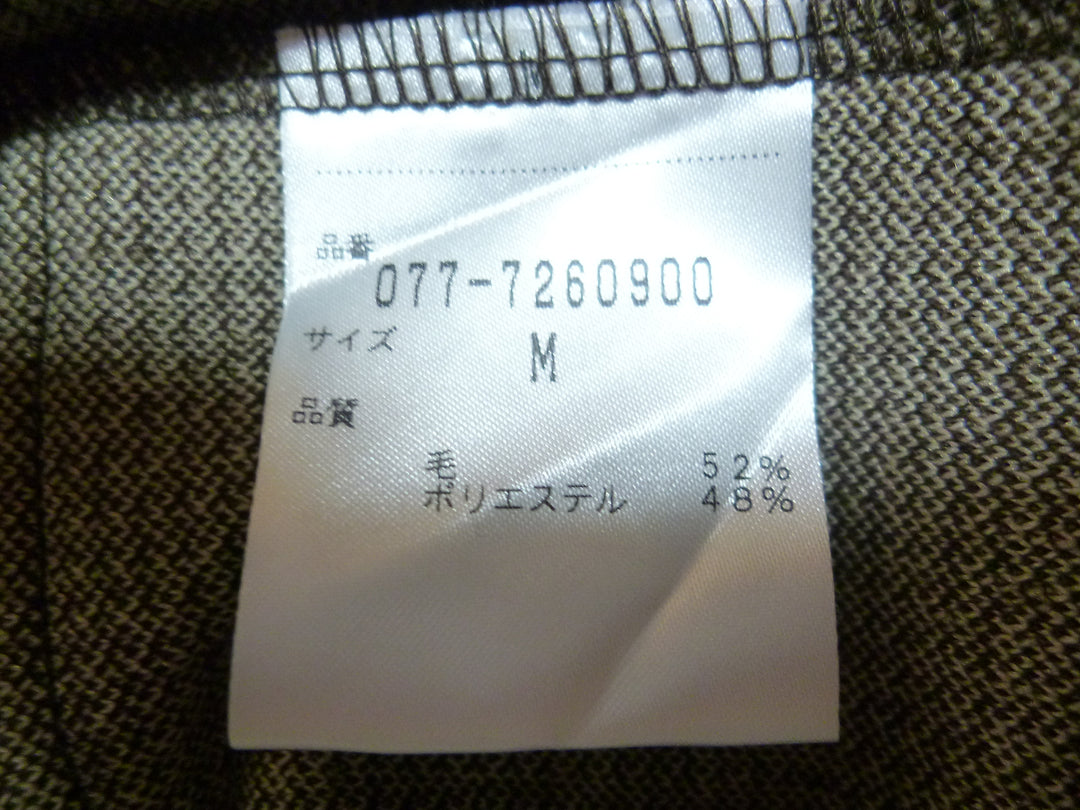 品番
077-7260900
サイズ M
品質
毛 52%
ポリエステル 48%